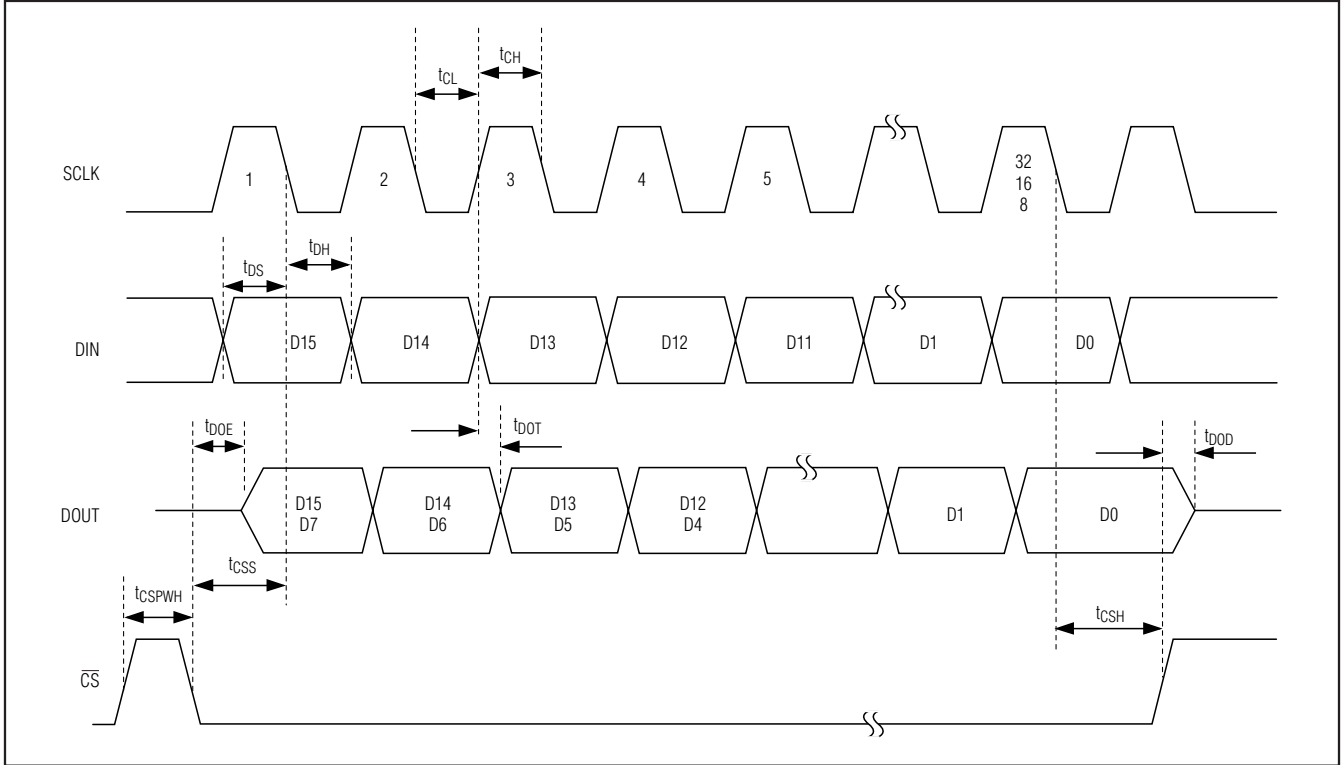 tCH
tCL
SCLK
1
2
3
4
5
32
16
8
tDH
tDS
DIN
D15
D14
D13
D12
D11
D1
D0
tDOE
tDOT
tDOD
DOUT
D15
D7
D14
D6
D13
D5
D12
D4
D1
D0
tCSS
tCSPWH
tCSH
C̅S̅